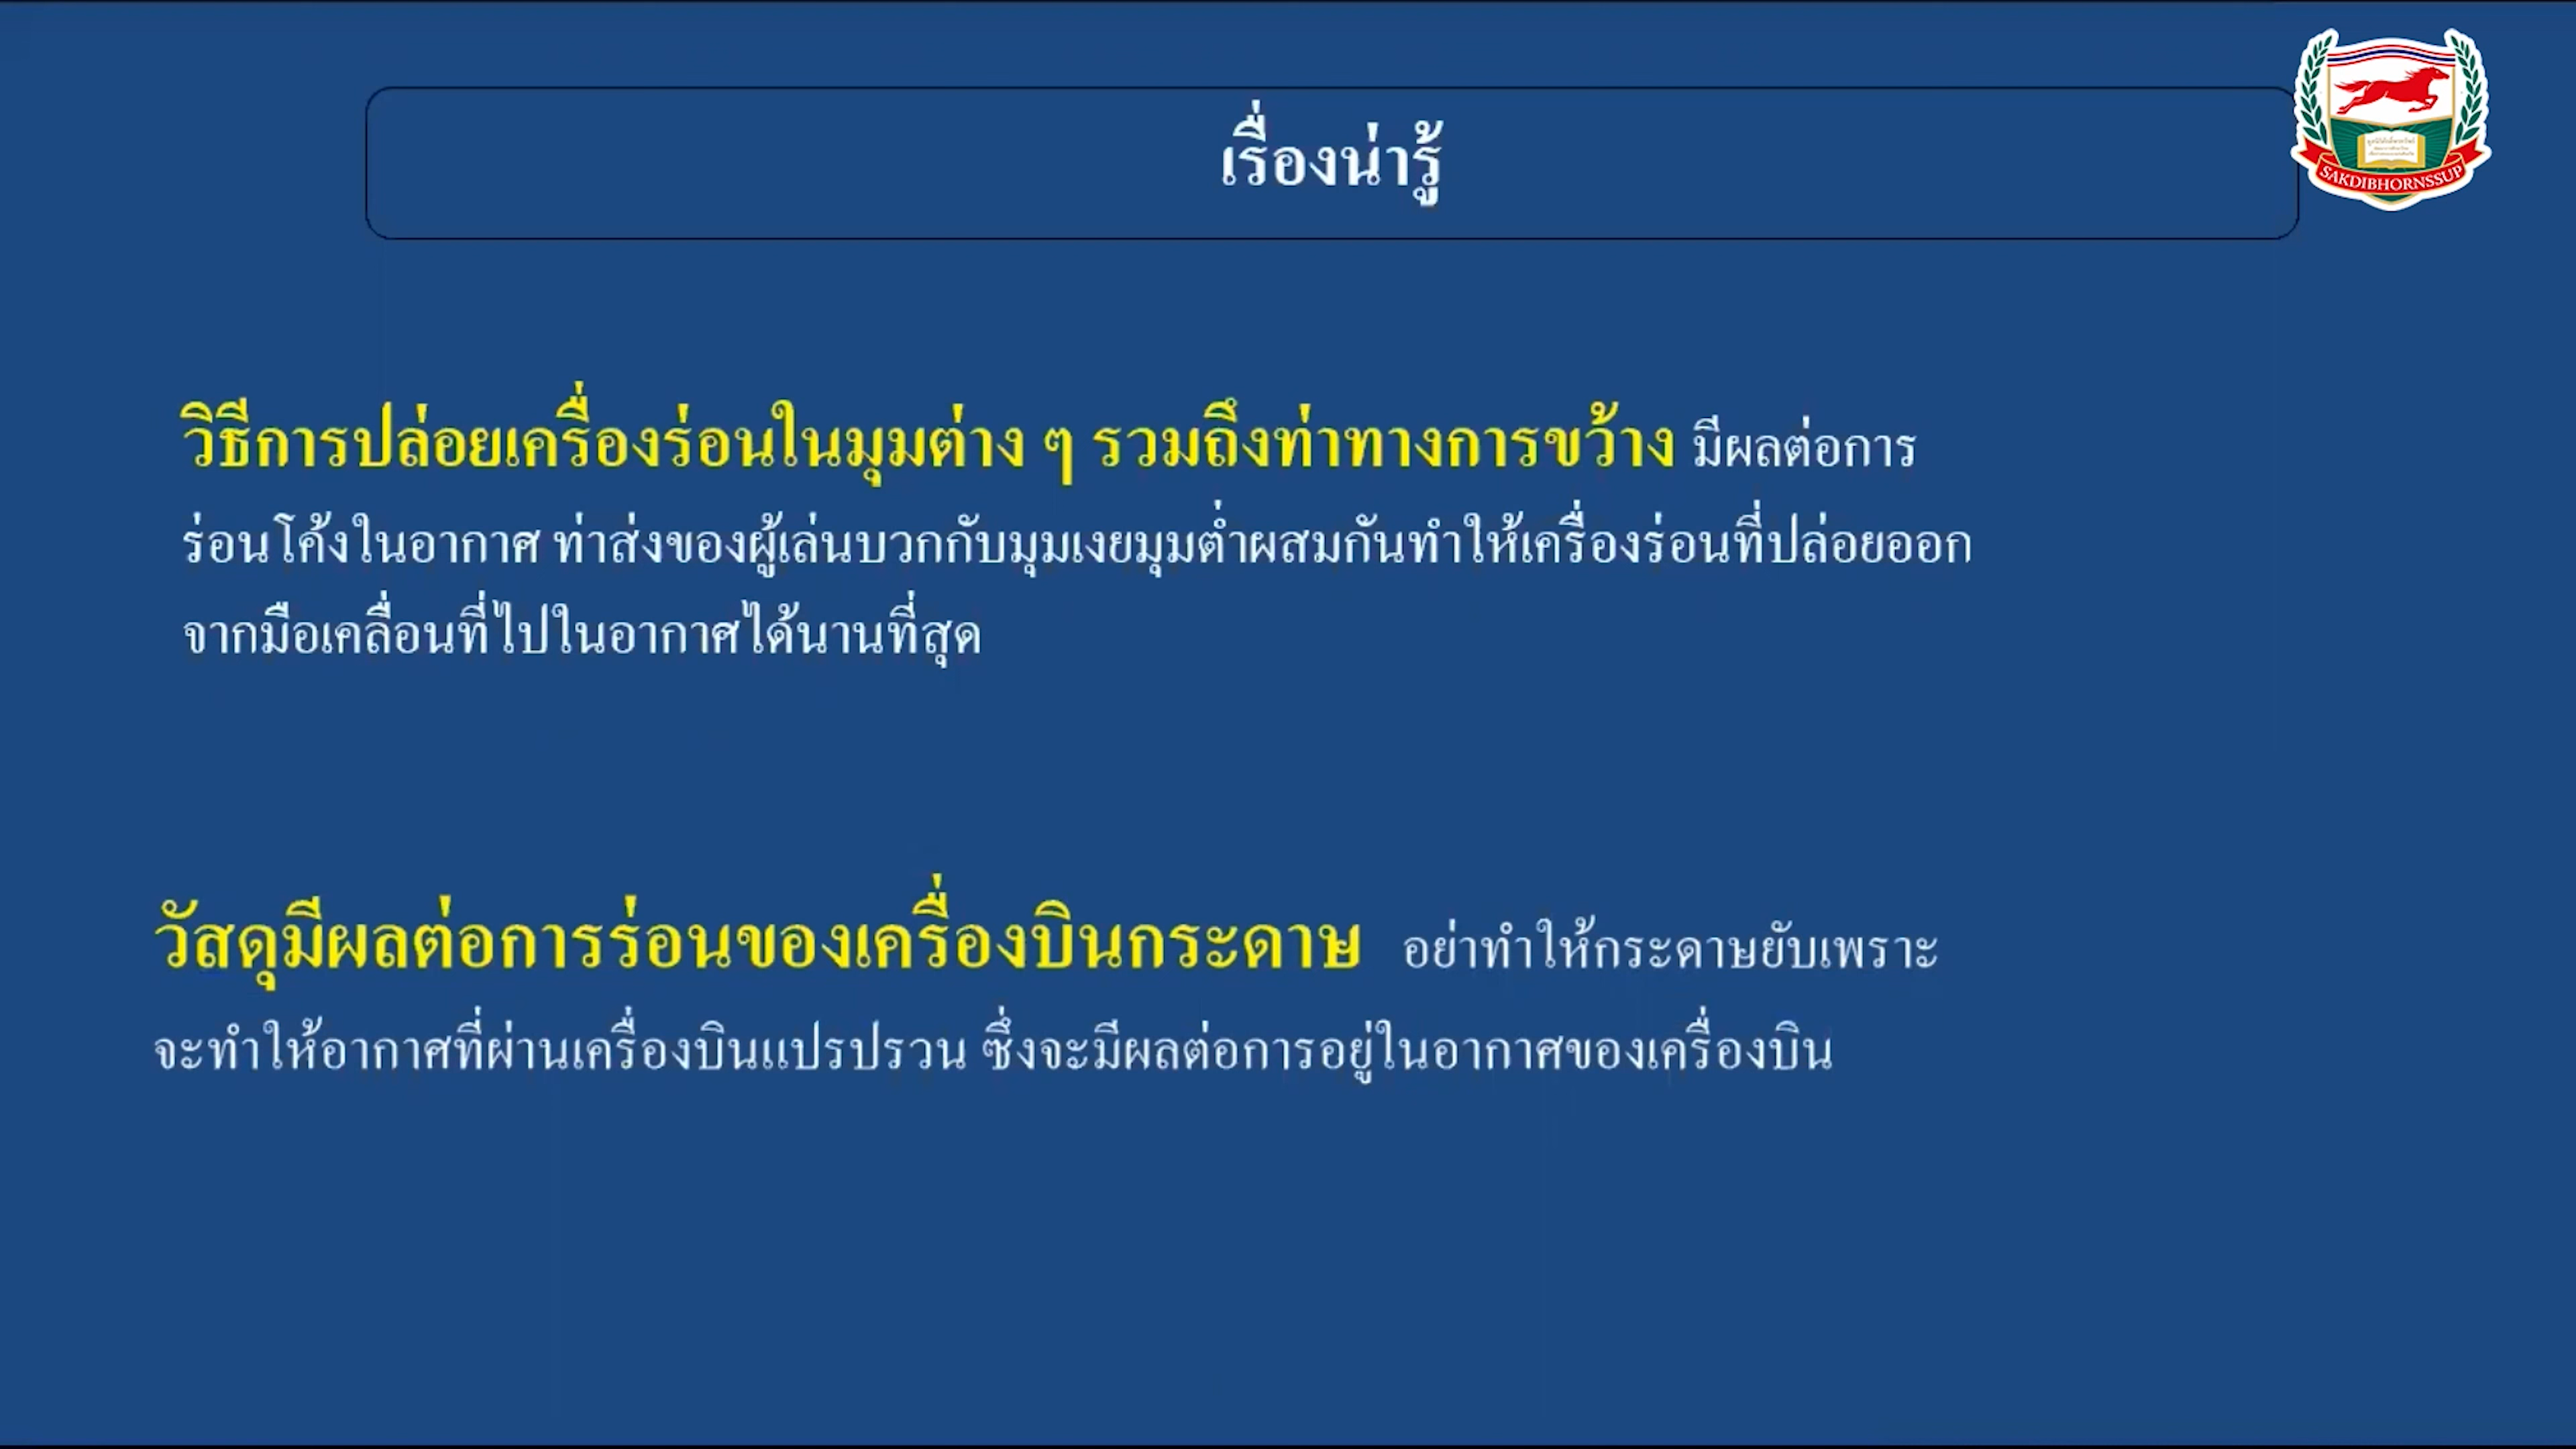 เรื่องน่ารู้
SAKDIBHORNSSUP
วิธีการปล่อยเครื่องร่อนในมุมต่าง ๆ รวมถึงท่าทางการขว้าง มีผลต่อการ
ร่อนโค้งในอากาศ ท่าส่งของผู้เล่นบวกกับมุมเงยมุมต่ำผสมกันทำให้เครื่องร่อนที่ปล่อยออก
จากมือเคลื่อนที่ไปในอากาศได้นานที่สุด
วัสดุมีผลต่อการร่อนของเครื่องบินกระดาษ อย่าทำให้กระดาษยับเพราะ
จะทำให้อากาศที่ผ่านเครื่องบินแปรปรวน ซึ่งจะมีผลต่อการอยู่ในอากาศของเครื่องบิน